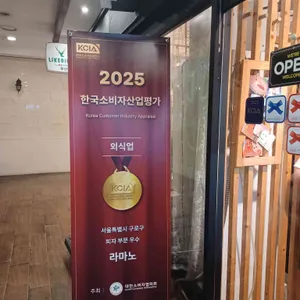 KCIA
2025
한국소비자산업평가
Korea Customer Industry Appraisal
외식업
KCIA
서울특별시 구로구
피자 부문 우수
라마노
주최 :
OPE